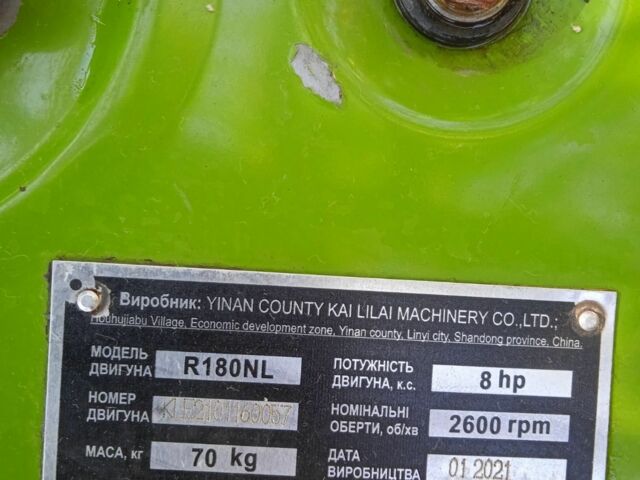 Виробник: YINAN COUNTY KAI LILAI MACHINERY CO.,LTD.;
Houhujiabu Village, Economic development zone, Yinan county, Linyi city, Shandong province, China.
МОДЕЛЬ ДВИГУНА R180NL
ПОТУЖНІСТЬ ДВИГУНА, к.с. 8 hp
НОМЕР ДВИГУНА
НОМІНАЛЬНІ ОБЕРТИ, об/хв 2600 rpm
МАСА, кг 70 kg
ДАТА ВИРОБНИЦТВА 01 2021